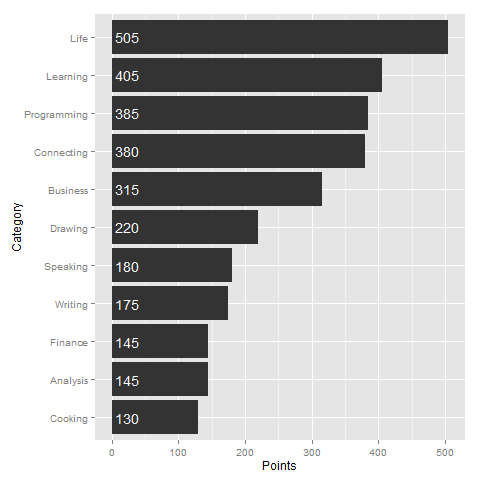 Life 505
Learning 405
Programming 385
Connecting 380
Business 315
Drawing 220
Speaking 180
Writing 175
Finance 145
Analysis 145
Cooking 130
Category
0 100 200 300 400 500
Points